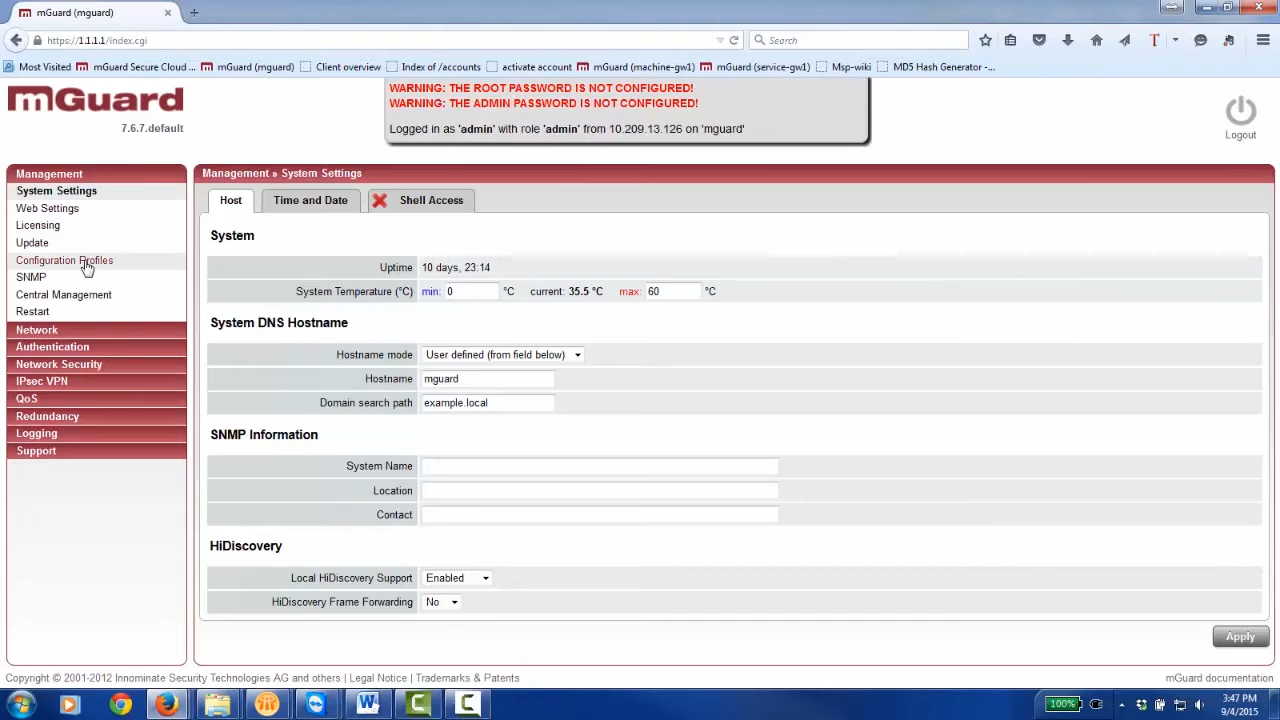 mGuard (mguard)
https://1.1.1.1/index.cgi
Search
Most Visited
mGuard Secure Cloud...
mGuard (mguard)
Client overview
Index of /accounts
activate account
mGuard (machine-gw1)
mGuard (service-gw1)
Msp-wiki
MD5 Hash Generator -...
mGuard
7.6.7.default
WARNING: THE ROOT PASSWORD IS NOT CONFIGURED!
WARNING: THE ADMIN PASSWORD IS NOT CONFIGURED!
Logged in as 'admin' with role 'admin' from 10.209.13.126 on 'mguard'
Logout
Management
System Settings
Web Settings
Licensing
Update
Configuration Profiles
SNMP
Central Management
Restart
Network
Authentication
Network Security
IPsec VPN
QoS
Redundancy
Logging
Support
Management » System Settings
Host
Time and Date
Shell Access
System
Uptime 10 days, 23:14
System Temperature (°C) min: 0 °C current: 35.5 °C max: 60 °C
System DNS Hostname
Hostname mode User defined (from field below)
Hostname mguard
Domain search path example.local
SNMP Information
System Name
Location
Contact
HiDiscovery
Local HiDiscovery Support Enabled
HiDiscovery Frame Forwarding No
Apply
Copyright © 2001-2012 Innominate Security Technologies AG and others | Legal Notice | Trademarks & Patents
mGuard documentation
100%
3:47 PM
9/4/2015